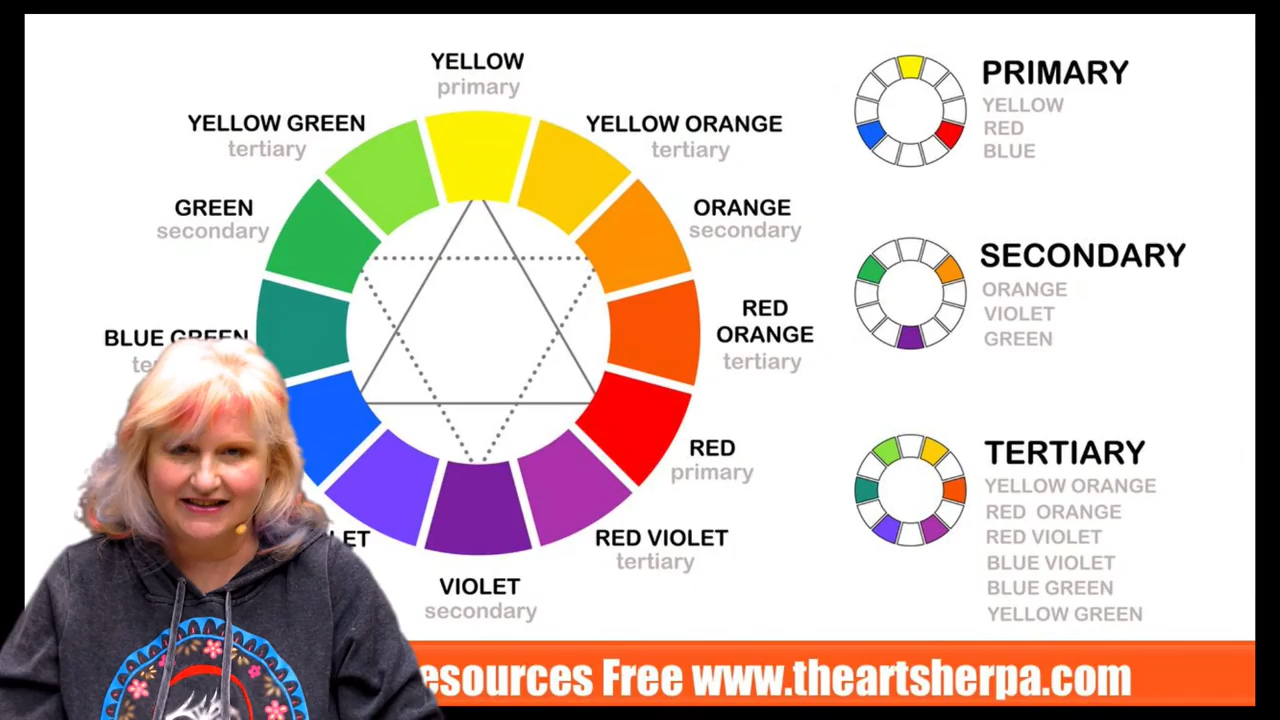 YELLOW
primary
YELLOW GREEN
tertiary
YELLOW ORANGE
tertiary
GREEN
secondary
ORANGE
secondary
BLUE GREEN
RED
ORANGE
tertiary
RED
primary
RED VIOLET
tertiary
VIOLET
secondary
PRIMARY
YELLOW
RED
BLUE
SECONDARY
ORANGE
VIOLET
GREEN
TERTIARY
YELLOW ORANGE
RED ORANGE
RED VIOLET
BLUE VIOLET
BLUE GREEN
YELLOW GREEN
Free www.theartsherpa.com